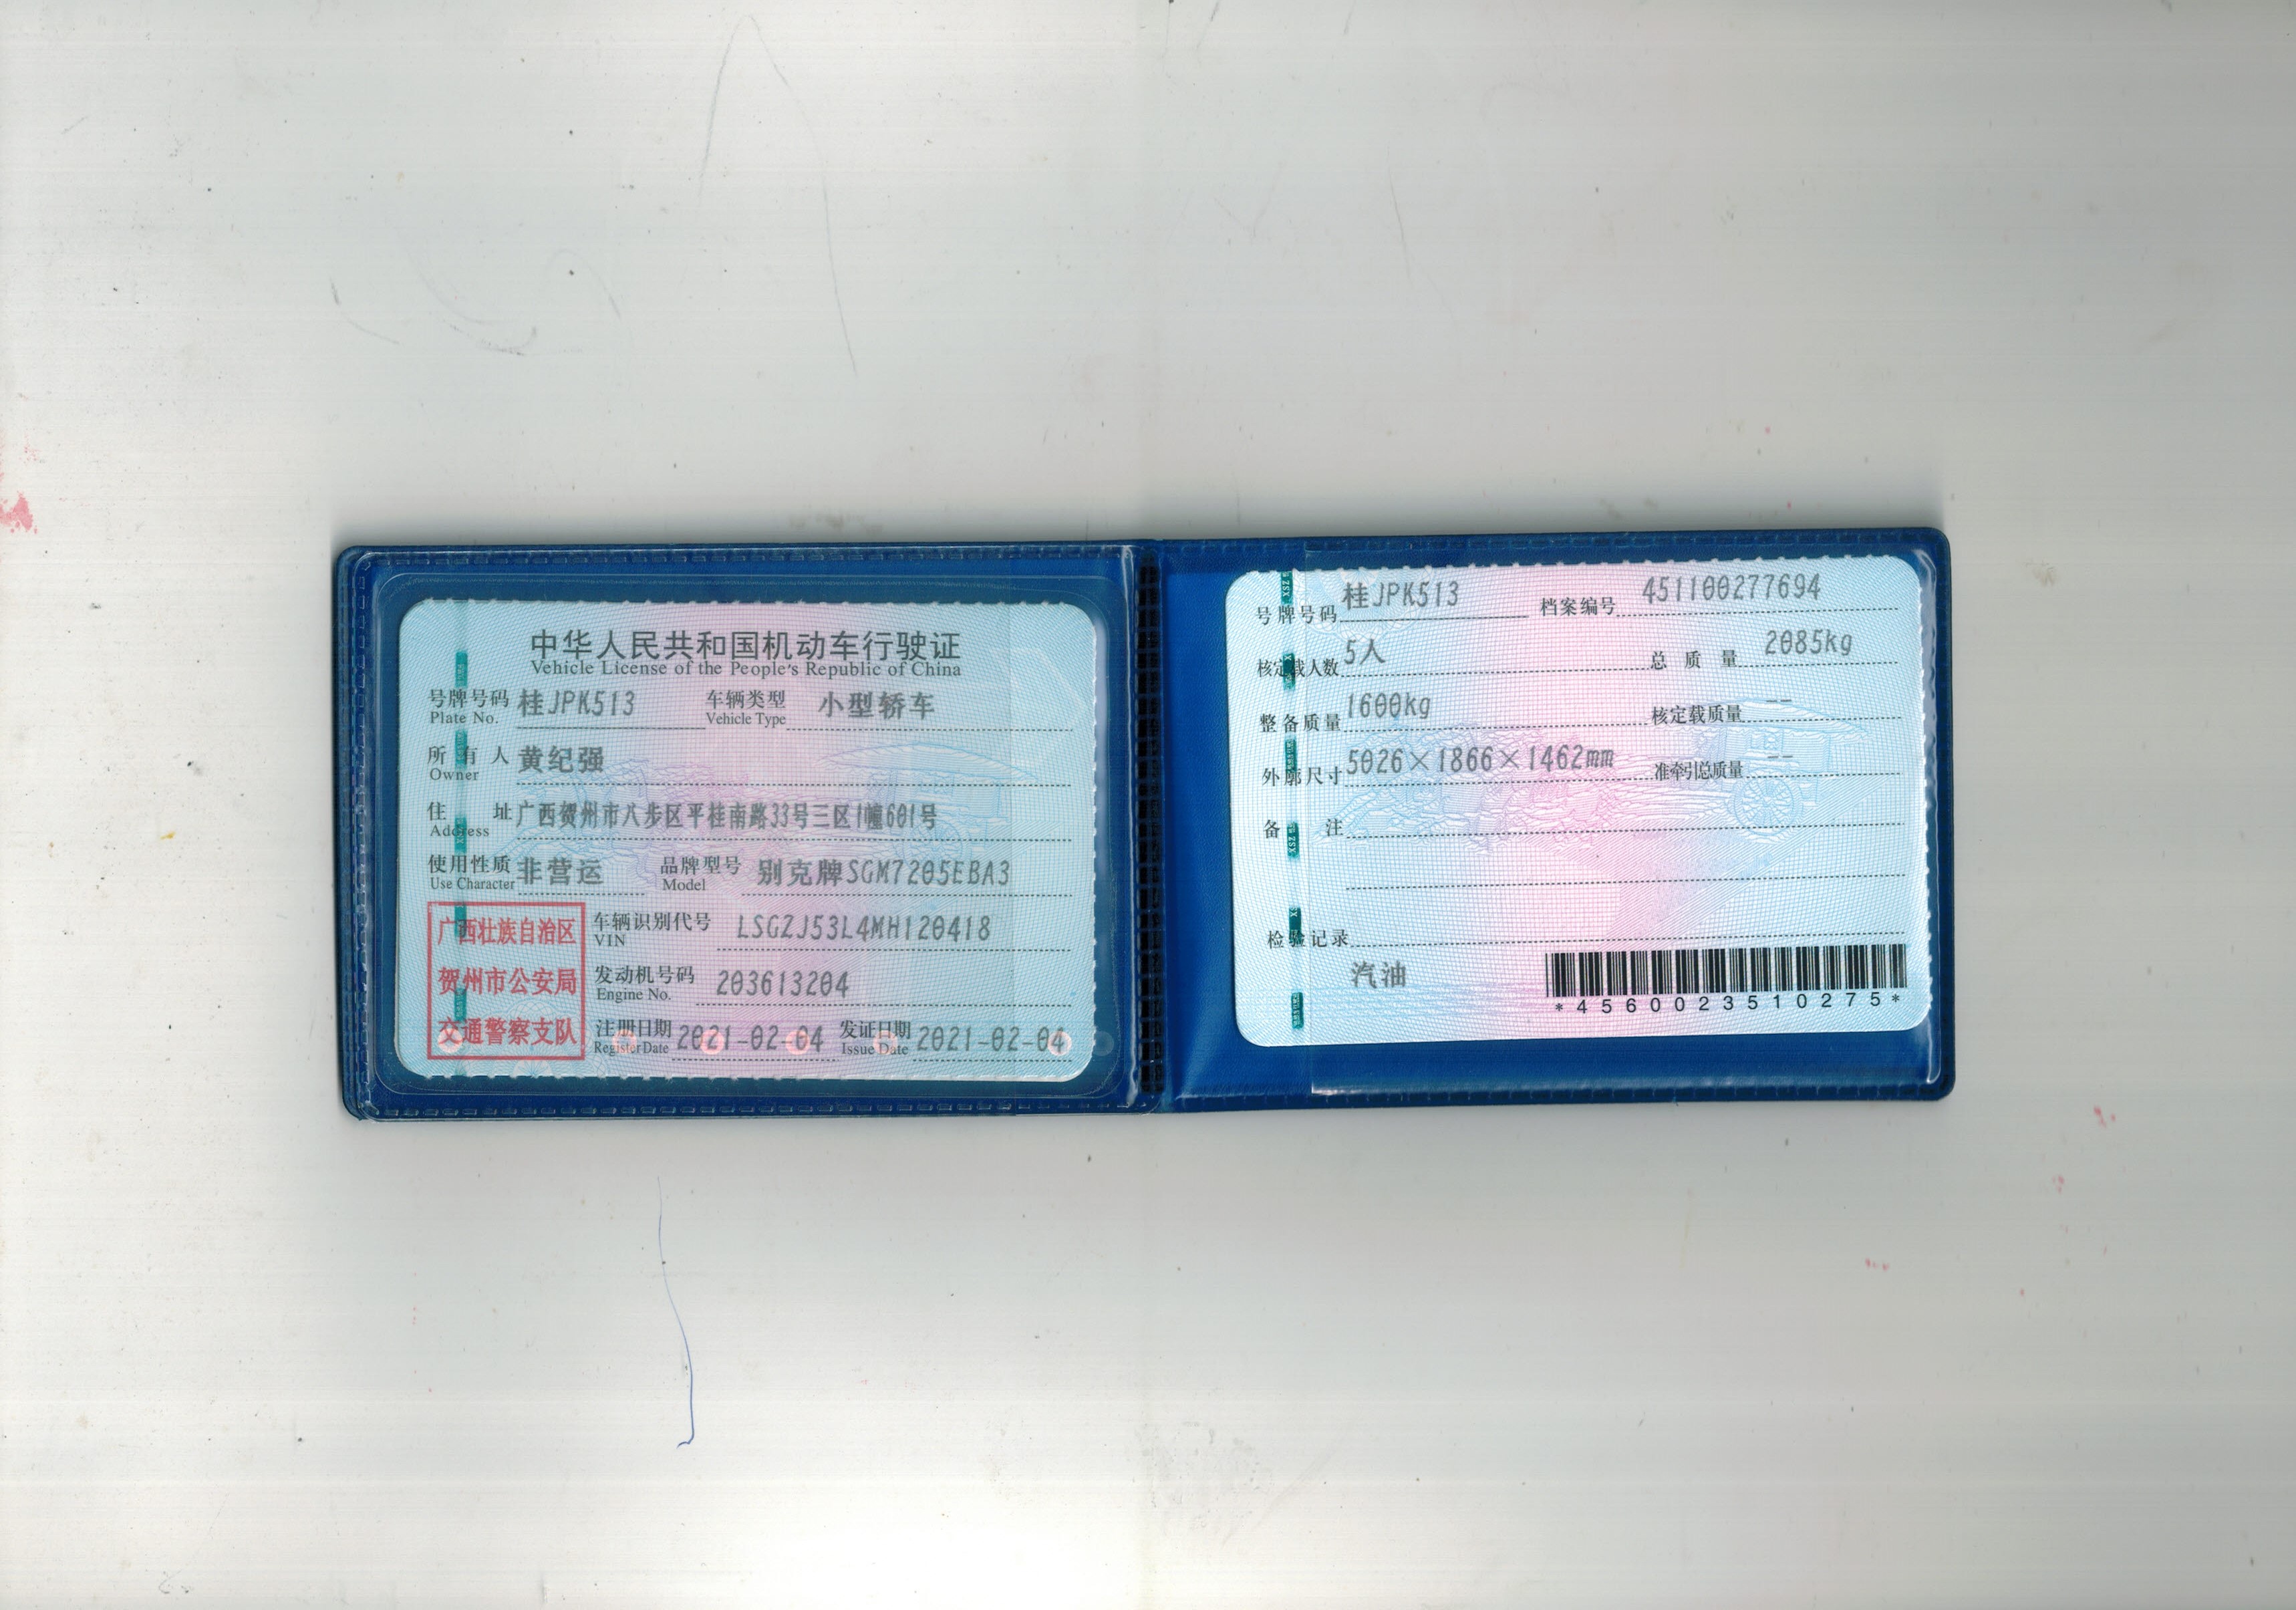 中华人民共和国机动车行驶证
Vehicle License of the People's Republic of China
号牌号码 桂JPK513 车辆类型 小型轿车
Plate No. Vehicle Type
所有人 黄纪强
Owner
住址 广西贺州市八步区平桂南路33号三区1幢601号
Address
使用性质 非营运 品牌型号 别克牌SGM7205EBA3
Use Character Model
广西壮族自治区
贺州市公安局
交通警察支队
车辆识别代号 LSGZJ53L4MH120418
VIN
发动机号码 203613204
Engine No.
注册日期 2021-02-04 发证日期 2021-02-04
Register Date Issue Date
号牌号码 桂JPK513 档案编号 451100277694
核定载人数 5人 总质量 2085kg
整备质量 1600kg 核定载质量 --
外廓尺寸 5026×1866×1462mm 准牵引总质量 --
备注
检验记录
汽油
*4560023510275*